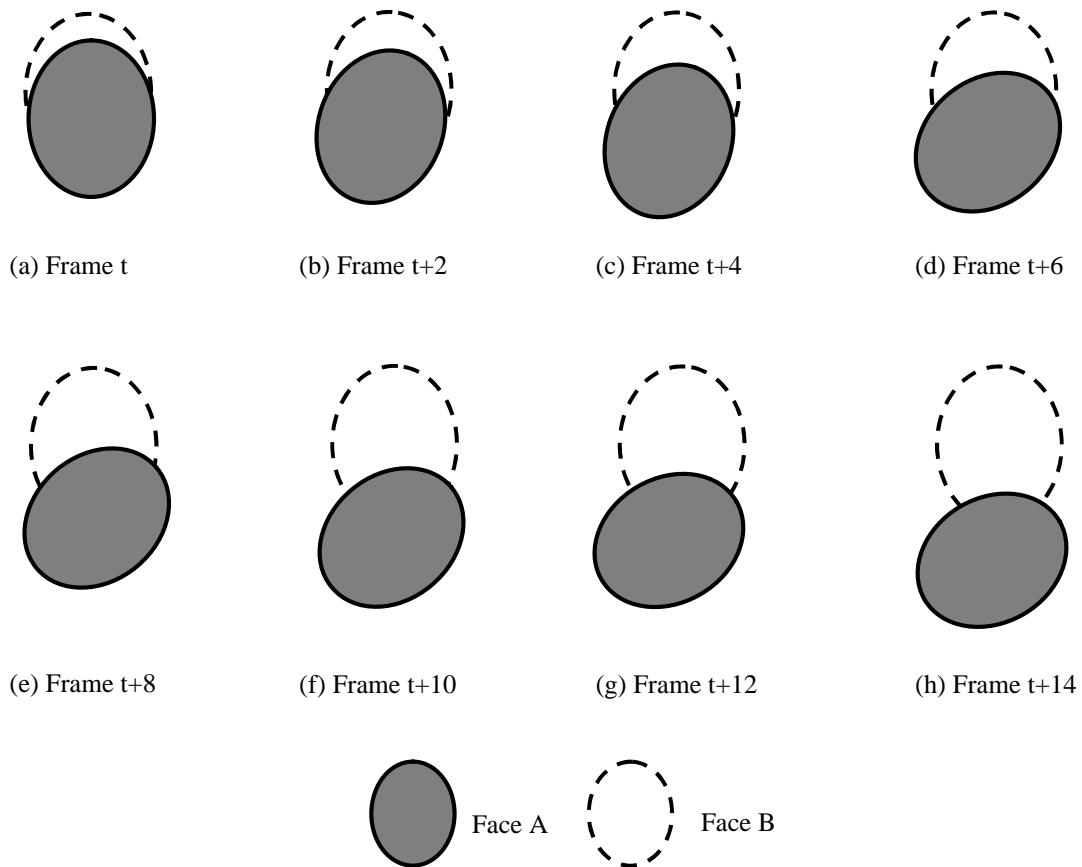 (a) Frame t
(b) Frame t+2
(c) Frame t+4
(d) Frame t+6
(e) Frame t+8
(f) Frame t+10
(g) Frame t+12
(h) Frame t+14
Face A
Face B